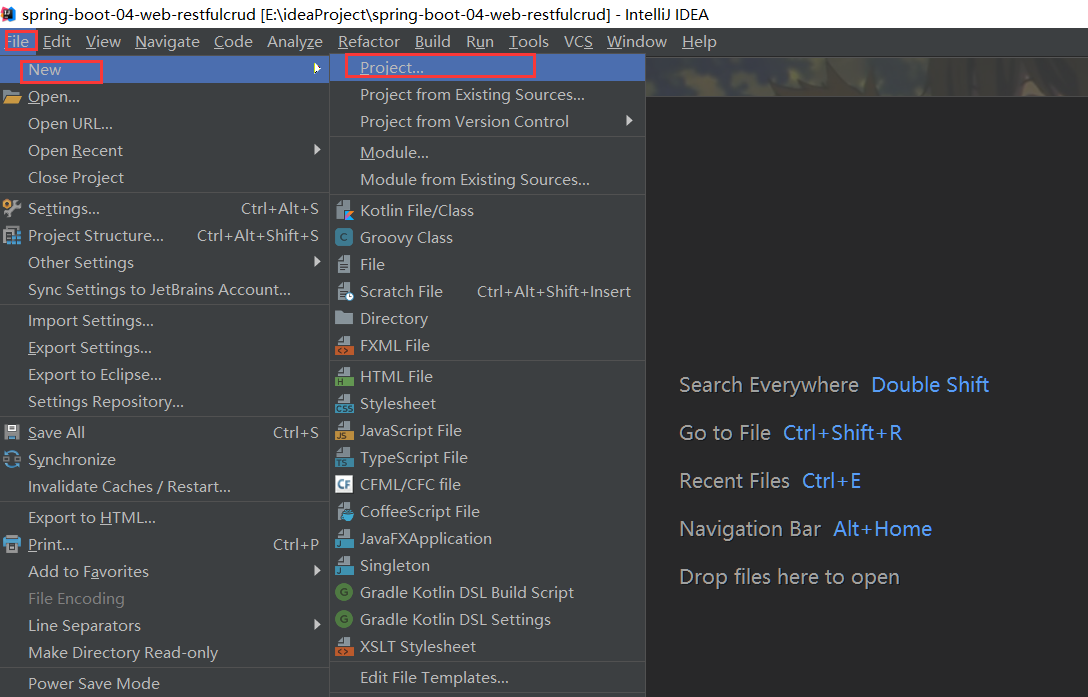 spring-boot-04-web-restfulcrud [E:\ideaProject\spring-boot-04-web-restfulcrud] - IntelliJ IDEA
File Edit View Navigate Code Analyze Refactor Build Run Tools VCS Window Help
New
Open...
Open URL...
Open Recent
Close Project
Settings... Ctrl+Alt+S
Project Structure... Ctrl+Alt+Shift+S
Other Settings
Sync Settings to JetBrains Account...
Import Settings...
Export Settings...
Export to Eclipse...
Settings Repository...
Save All Ctrl+S
Synchronize
Invalidate Caches / Restart...
Export to HTML...
Print... Ctrl+P
Add to Favorites
File Encoding
Line Separators
Make Directory Read-only
Power Save Mode
Project...
Project from Existing Sources...
Project from Version Control
Module...
Module from Existing Sources...
Kotlin File/Class
C Groovy Class
File
Scratch File Ctrl+Alt+Shift+Insert
Directory
<> FXML File
H HTML File
CSS Stylesheet
JS JavaScript File
TS TypeScript File
CF CFML/CFC file
CoffeeScript File
J JavaFXApplication
J Singleton
G Gradle Kotlin DSL Build Script
G Gradle Kotlin DSL Settings
<> XSLT Stylesheet
Edit File Templates...
Search Everywhere Double Shift
Go to File Ctrl+Shift+R
Recent Files Ctrl+E
Navigation Bar Alt+Home
Drop files here to open